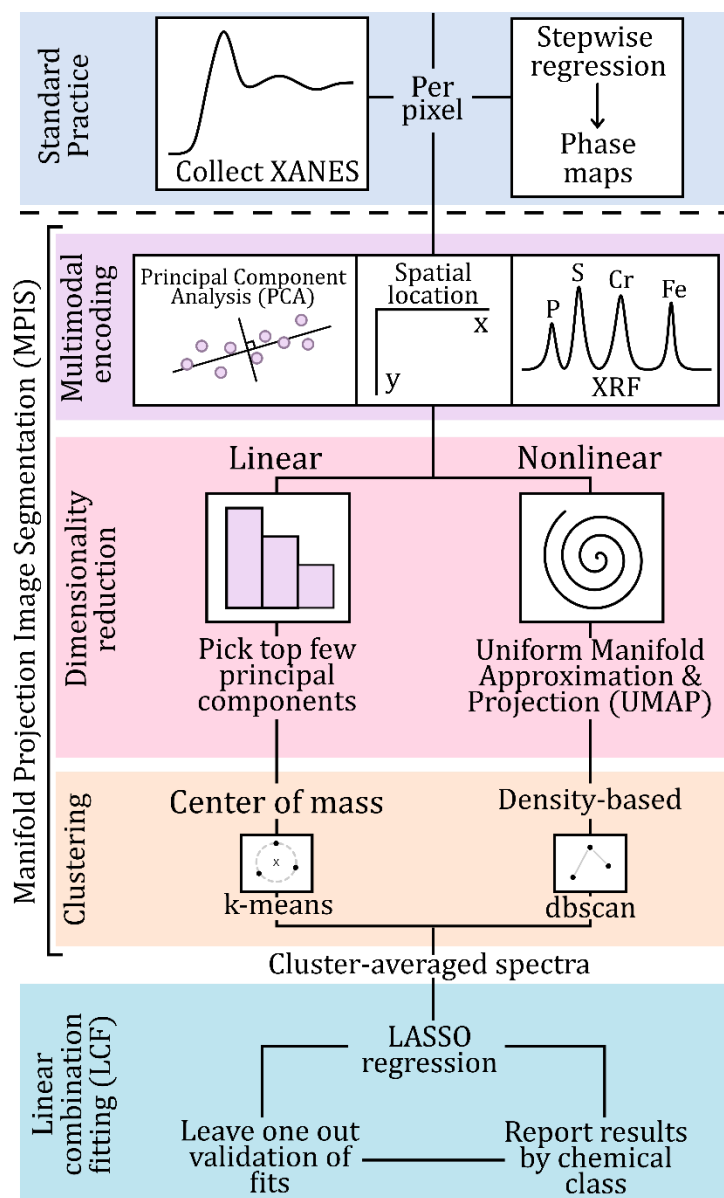 Standard
Practice
Collect XANES
Per
pixel
Stepwise
regression
Phase
maps
Manifold Projection Image Segmentation (MPIS)
Multimodal
encoding
Principal Component
Analysis (PCA)
Spatial
location
x
y
P
S
Cr
Fe
XRF
Dimensionality
reduction
Linear
Nonlinear
Pick top few
principal
components
Uniform Manifold
Approximation &
Projection (UMAP)
Clustering
Center of mass
Density-based
x
k-means
dbscan
Cluster-averaged spectra
Linear
combination
fitting (LCF)
LASSO
regression
Leave one out
validation of
fits
Report results
by chemical
class